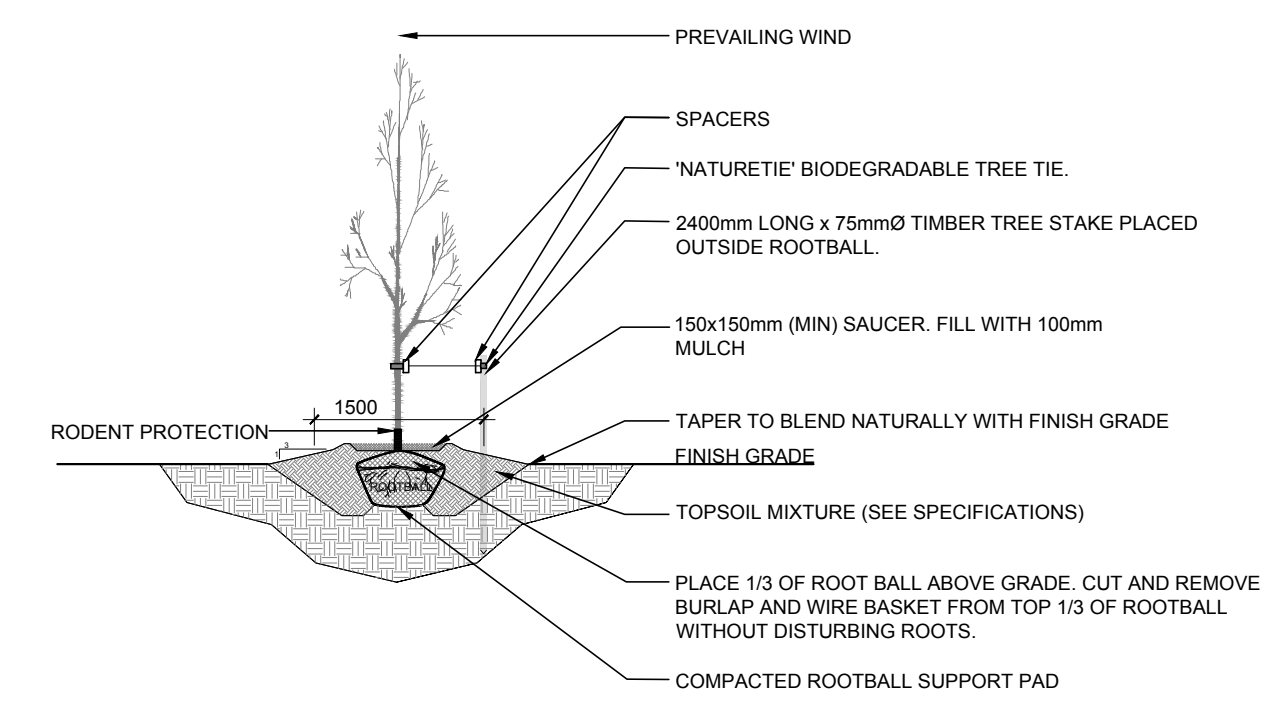 PREVAILING WIND
SPACERS
'NATURETIE' BIODEGRADABLE TREE TIE.
2400mm LONG x 75mmØ TIMBER TREE STAKE PLACED
OUTSIDE ROOTBALL.
150x150mm (MIN) SAUCER. FILL WITH 100mm
MULCH
1500
TAPER TO BLEND NATURALLY WITH FINISH GRADE
RODENT PROTECTION
3
1
FINISH GRADE
ROOTBALL
TOPSOIL MIXTURE (SEE SPECIFICATIONS)
PLACE 1/3 OF ROOT BALL ABOVE GRADE. CUT AND REMOVE
BURLAP AND WIRE BASKET FROM TOP 1/3 OF ROOTBALL
WITHOUT DISTURBING ROOTS.
COMPACTED ROOTBALL SUPPORT PAD